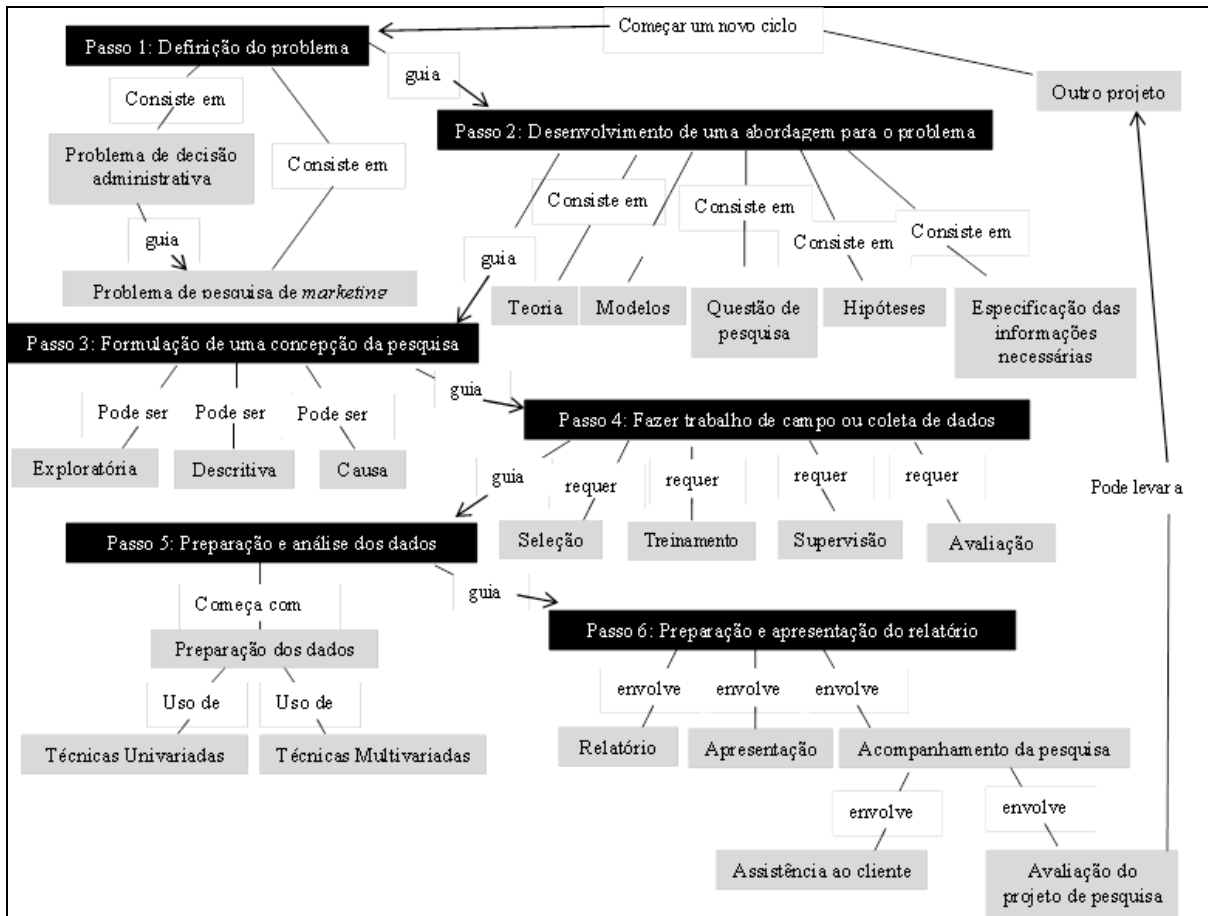 Começar um novo ciclo
Passo 1: Definição do problema
guia
Outro projeto
Consiste em
Passo 2: Desenvolvimento de uma abordagem para o problema
Problema de decisão
administrativa
Consiste em
Consiste em
Consiste em
Consiste em
Consiste em
guia
guia
Problema de pesquisa de marketing
Teoria
Modelos
Questão de
pesquisa
Hipóteses
Especificação das
informações
necessárias
Passo 3: Formulação de uma concepção da pesquisa
guia
Pode ser
Pode ser
Pode ser
Passo 4: Fazer trabalho de campo ou coleta de dados
Exploratória
Descritiva
Causa
guia
requer
requer
requer
requer
Pode levar a
Passo 5: Preparação e análise dos dados
Seleção
Treinamento
Supervisão
Avaliação
guia
Começa com
Passo 6: Preparação e apresentação do relatório
Preparação dos dados
Uso de
Uso de
envolve
envolve
envolve
Técnicas Univariadas
Técnicas Multivariadas
Relatório
Apresentação
Acompanhamento da pesquisa
envolve
envolve
Assistência ao cliente
Avaliação do
projeto de pesquisa